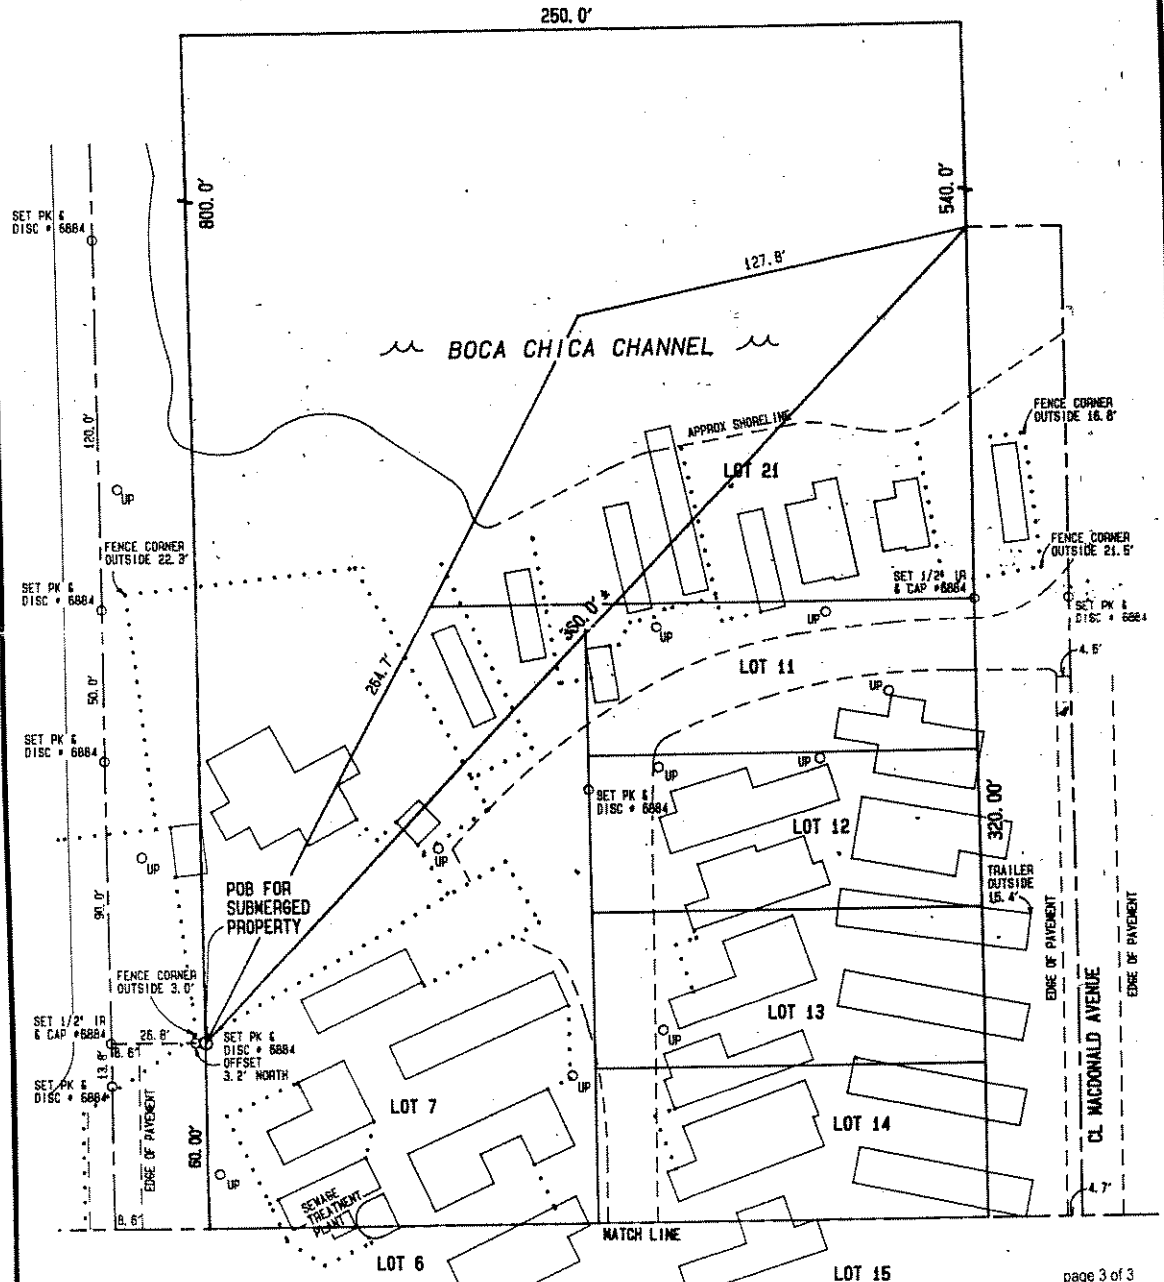 250.0'
800.0'
540.0'
SET PK &
DISC # 6884
127.8'
BOCA CHICA CHANNEL
120.0'
APPROX SHORELINE
FENCE CORNER
OUTSIDE 16.8'
LOT 21
UP
FENCE CORNER
OUTSIDE 22.3'
FENCE CORNER
OUTSIDE 21.5'
SET 1/2" IR
& CAP #6884
SET PK &
DISC # 6884
SET PK &
DISC # 6884
360.0'*
UP
UP
LOT 11
4.5'
264.7'
50.0'
UP
SET PK &
DISC # 6884
UP
UP
SET PK &
DISC # 6884
320.00'
LOT 12
UP
UP
TRAILER
OUTSIDE
15.4'
POB FOR
SUBMERGED
PROPERTY
90.0'
EDGE OF PAVEMENT
EDGE OF PAVEMENT
FENCE CORNER
OUTSIDE 3.0'
CL MACDONALD AVENUE
LOT 13
SET 1/2" IR
& CAP #6884
26.8'
18.6'
SET PK &
DISC # 6884
OFFSET
3.2' NORTH
UP
13.8'
SET PK &
DISC # 6884
UP
LOT 7
EDGE OF PAVEMENT
LOT 14
60.00'
UP
SEWAGE
TREATMENT
PLANT
4.7'
8.6'
MATCH LINE
LOT 6
LOT 15
page 3 of 3